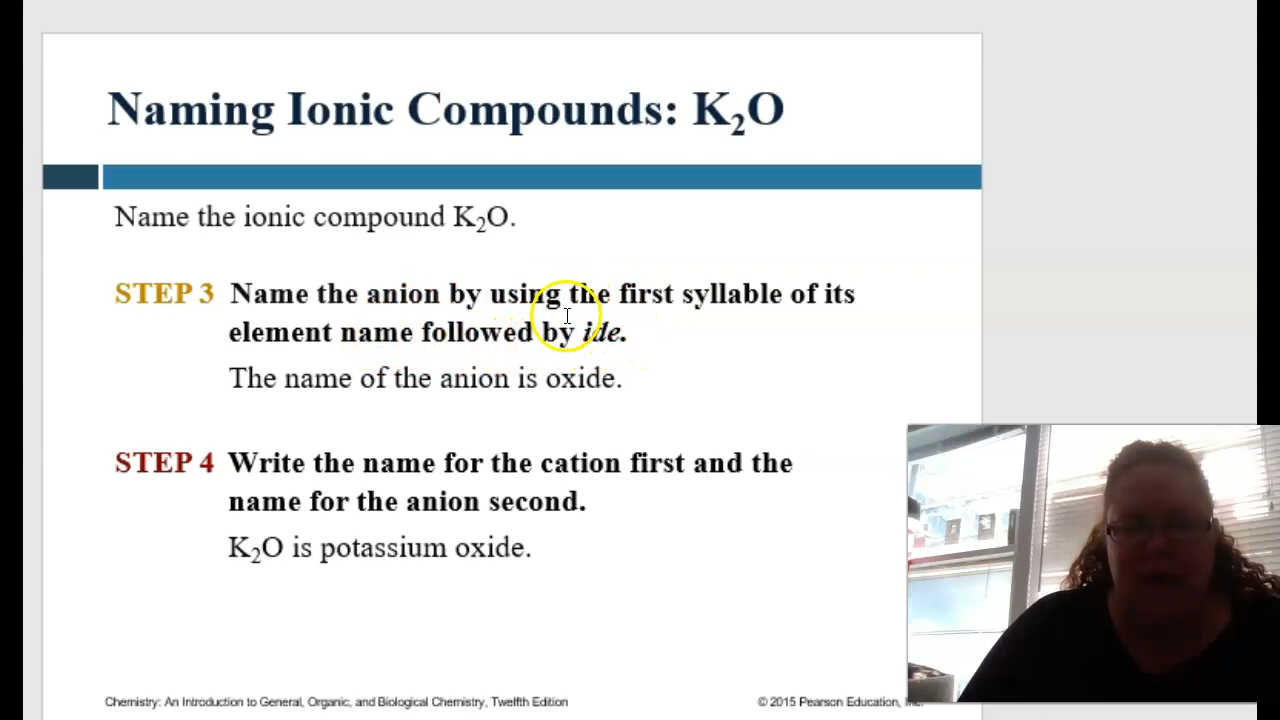 Naming Ionic Compounds: K₂O
Name the ionic compound K₂O.
STEP 3 Name the anion by using the first syllable of its
element name followed by ide.
The name of the anion is oxide.
STEP 4 Write the name for the cation first and the
name for the anion second.
K₂O is potassium oxide.
Chemistry: An Introduction to General, Organic, and Biological Chemistry, Twelfth Edition
© 2015 Pearson Education,